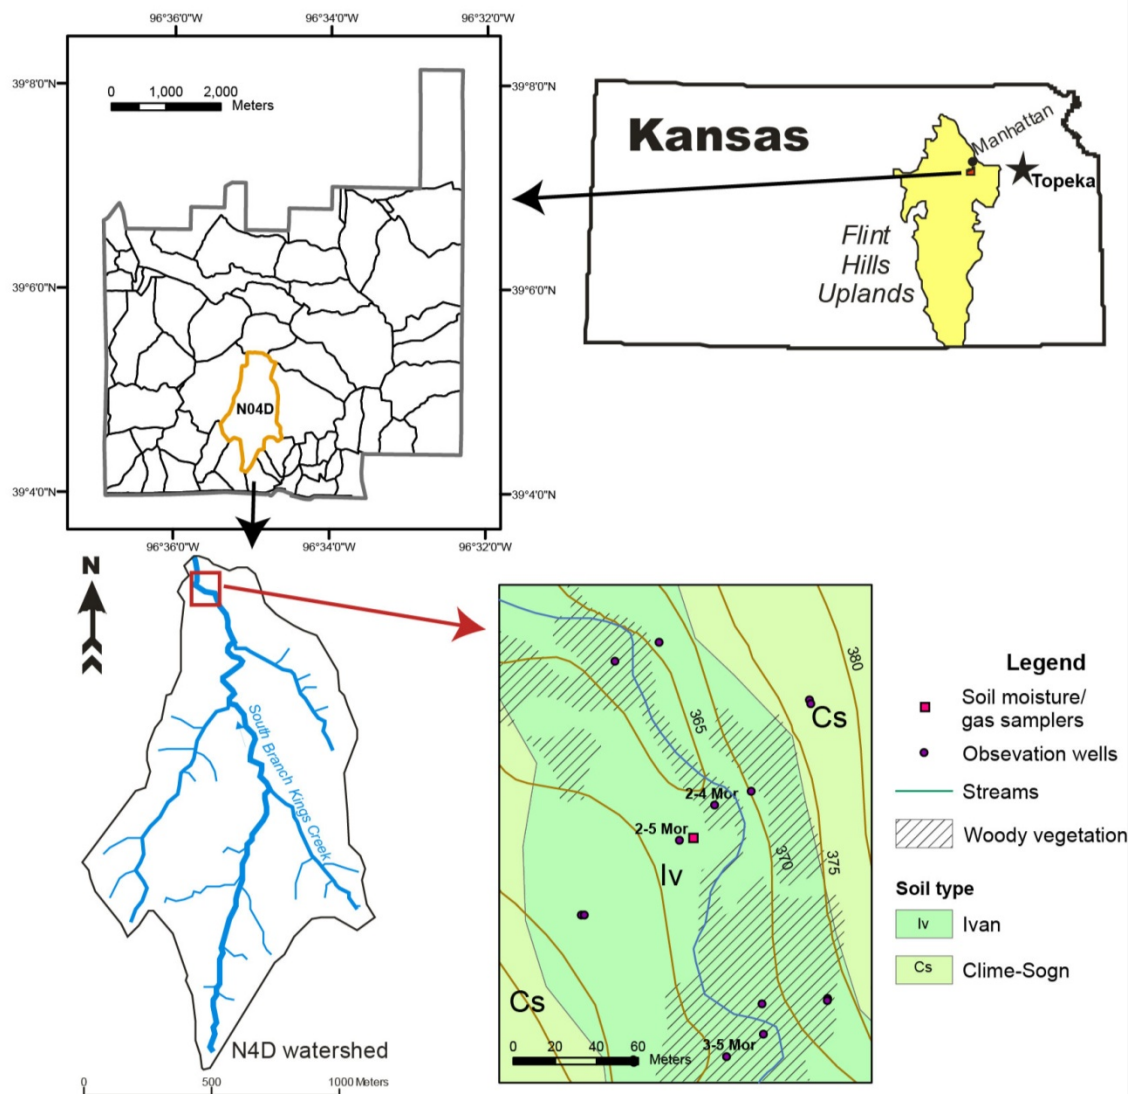 96°36'0"W 96°34'0"W 96°32'0"W
39°8'0"N 39°8'0"N
0 1,000 2,000
Meters
39°6'0"N 39°6'0"N
N04D
39°4'0"N 39°4'0"N
96°36'0"W 96°34'0"W 96°32'0"W
Kansas
Manhattan
Topeka
Flint
Hills
Uplands
N
South Branch Kings Creek
N4D watershed
0 500 1000 Meters
380
Cs
365
2-4 Mor
2-5 Mor
370
375
Iv
Cs
3-5 Mor
0 20 40 60 Meters
Legend
Soil moisture/
gas samplers
Obsevation wells
Streams
Woody vegetation
Soil type
Iv Ivan
Cs Clime-Sogn